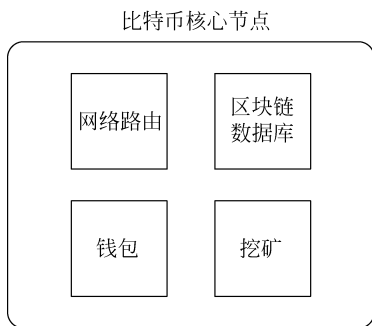 比特币核心节点
网络路由
区块链
数据库
钱包
挖矿